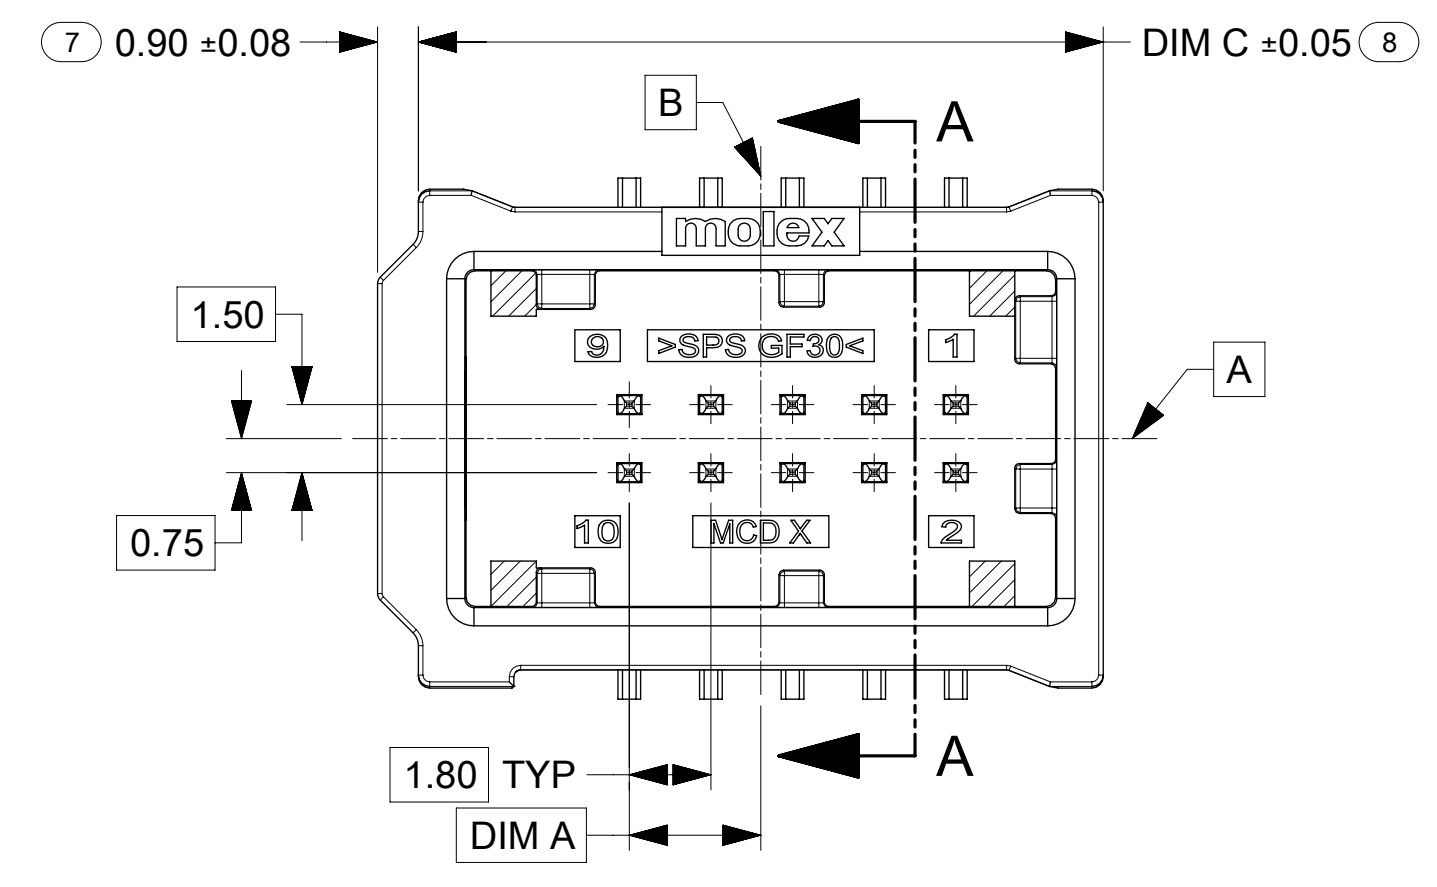 7 0.90 ±0.08
DIM C ±0.05 8
B
A
molex
1.50
9 >SPS GF30< 1
A
0.75
10 MCD X 2
A
1.80 TYP
DIM A